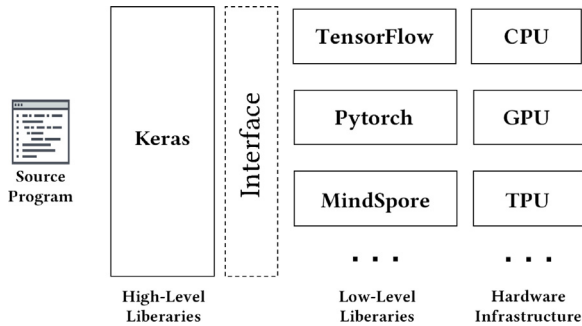 TensorFlow
CPU
Keras
Interface
Pytorch
GPU
Source
Program
MindSpore
TPU
. . .
. . .
High-Level
Liberaries
Low-Level
Liberaries
Hardware
Infrastructure